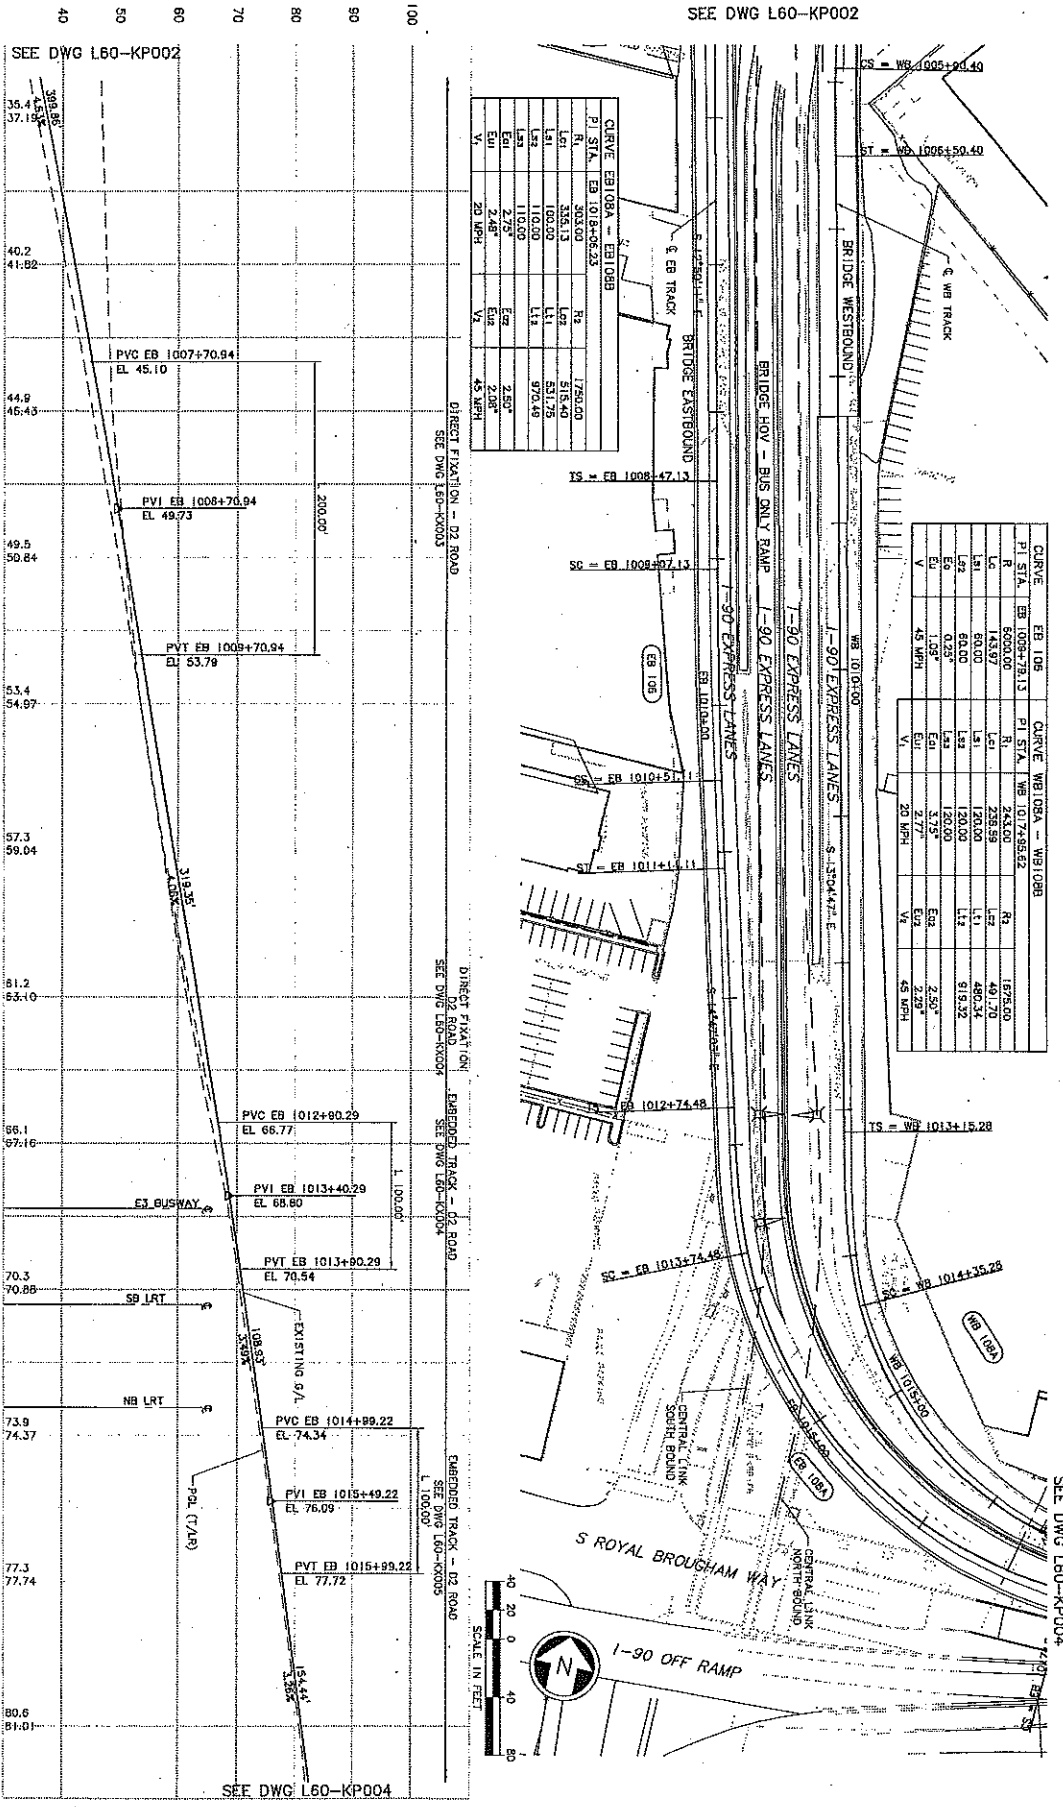 SEE DWG L60-KP002
CS = WB 1005+90.40
ST = WB 1006+50.40
℄ WB TRACK
BRIDGE WESTBOUND
℄ EB TRACK
BRIDGE EASTBOUND
BRIDGE HOV - BUS ONLY RAMP
TS = EB 1008+47.13
SC = EB 1009+07.13
EB 106
I-90 EXPRESS LANES
I-90 EXPRESS LANES
I-90 EXPRESS LANES
I-90 EXPRESS LANES
WB 1010+00
EB 1010+00
S 13°04'47" E
CS = EB 1010+51.11
ST = EB 1011+11.11
TS = EB 1012+74.48
TS = WB 1013+15.28
SC = EB 1013+74.48
SC = WB 1014+35.28
WB 108A
WB 1015+00
EB 1015+00
EB 108A
CENTRAL LINK
SOUTH BOUND
CENTRAL LINK
NORTH BOUND
S ROYAL BROUGHAM WAY
I-90 OFF RAMP
SEE DWG L60-KP004
N
40 20 0 40 80
SCALE IN FEET
CURVE EB 106
PI STA. EB 1009+79.13
R 6000.00
Lc 143.97
Ls1 60.00
Ls2 60.00
Ea 0.25"
Eu 1.09"
V 45 MPH
CURVE WB108A - WB108B
PI STA. WB 1017+95.62
R1 243.00 R2 1675.00
Lc1 238.59 Lc2 491.70
Ls1 120.00 Lt1 480.34
Ls2 120.00 Lt2 919.32
Ls3 120.00
Ea1 3.75" Ea2 2.50"
Eu1 2.77" Eu2 2.29"
V1 20 MPH V2 45 MPH
CURVE EB108A - EB108B
PI STA. EB 1018+06.23
R1 303.00 R2 1750.00
Lc1 335.13 Lc2 515.40
Ls1 100.00 Lt1 531.75
Ls2 110.00 Lt2 970.49
Ls3 110.00
Ea1 2.75" Ea2 2.50"
Eu1 2.48" Eu2 2.08"
V1 20 MPH V2 45 MPH
40 50 60 70 80 90 100
SEE DWG L60-KP002
DIRECT FIXATION - D2 ROAD
SEE DWG L60-KX003
DIRECT FIXATION
D2 ROAD
SEE DWG L60-KX004
EMBEDDED TRACK - D2 ROAD
SEE DWG L60-KX004
EMBEDDED TRACK - D2 ROAD
SEE DWG L60-KX005
35.4
37.19
399.86'
4.63%
40.2
41.82
PVC EB 1007+70.94
EL 45.10
L 200.00'
44.9
46.43
PVI EB 1008+70.94
EL 49.73
49.5
50.84
PVT EB 1009+70.94
EL 53.79
53.4
54.97
57.3
59.04
319.35'
4.06%
61.2
63.10
PVC EB 1012+90.29
EL 66.77
L 100.00'
66.1
67.16
PVI EB 1013+40.29
EL 68.80
E3 BUSWAY
℄
PVT EB 1013+90.29
EL 70.54
70.3
70.88
SB LRT
℄
EXISTING G/L
108.93'
3.49%
NB LRT
℄
PVC EB 1014+99.22
EL 74.34
L 100.00'
73.9
74.37
PGL (T/LR)
PVI EB 1015+49.22
EL 76.09
PVT EB 1015+99.22
EL 77.72
77.3
77.74
154.44'
3.26%
80.6
81.01
SEE DWG L60-KP004